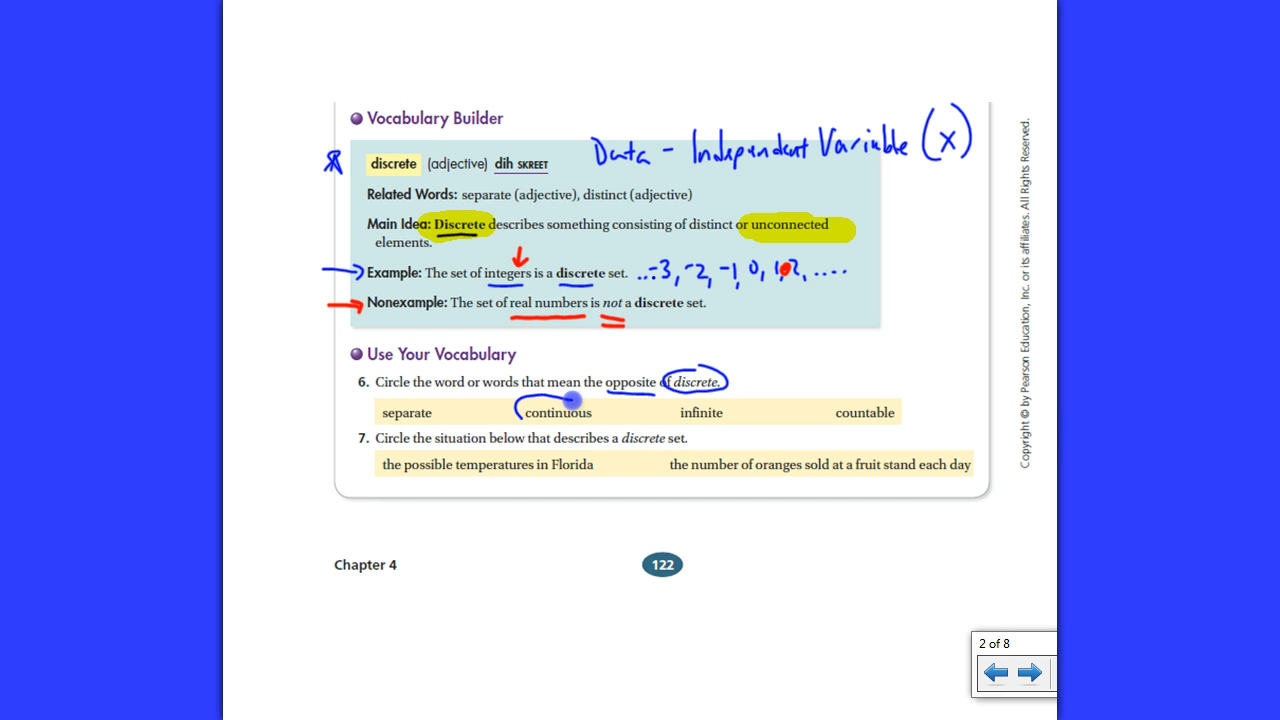 Vocabulary Builder
Data - Independent Variable (x)
discrete (adjective) dih SKREET
Related Words: separate (adjective), distinct (adjective)
Main Idea: Discrete describes something consisting of distinct or unconnected
elements.
Example: The set of integers is a discrete set. ...-3, -2, -1, 0, 1, 2, ....
Nonexample: The set of real numbers is not a discrete set.
Use Your Vocabulary
6. Circle the word or words that mean the opposite of discrete.
separate continuous infinite countable
7. Circle the situation below that describes a discrete set.
the possible temperatures in Florida the number of oranges sold at a fruit stand each day
Chapter 4 122
Copyright © by Pearson Education, Inc. or its affiliates. All Rights Reserved.
2 of 8